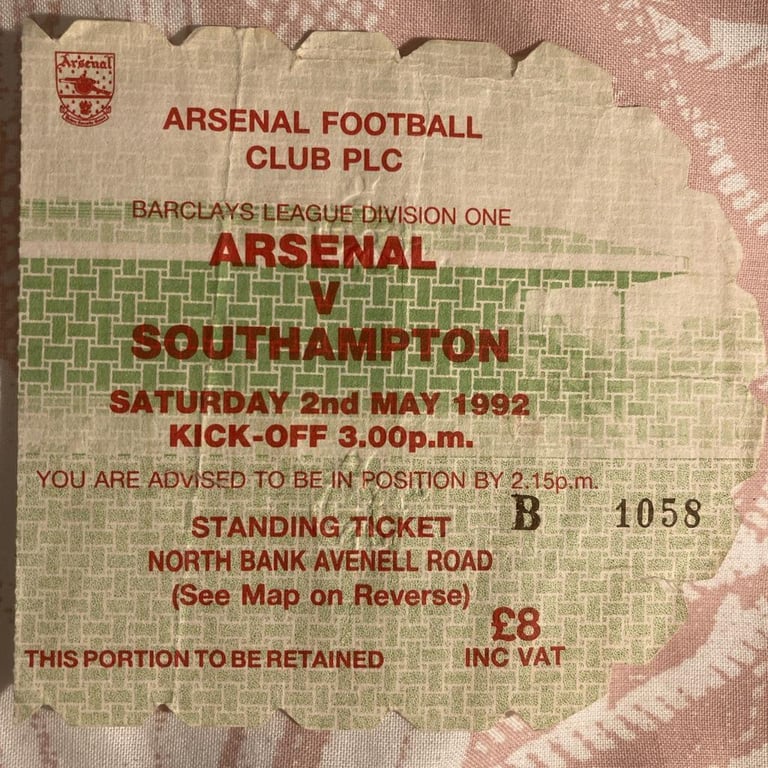 Arsenal
ARSENAL FOOTBALL
CLUB PLC
BARCLAYS LEAGUE DIVISION ONE
ARSENAL
V
SOUTHAMPTON
SATURDAY 2nd MAY 1992
KICK-OFF 3.00p.m.
YOU ARE ADVISED TO BE IN POSITION BY 2.15p.m.
B 1058
STANDING TICKET
NORTH BANK AVENELL ROAD
(See Map on Reverse)
£8
THIS PORTION TO BE RETAINED INC VAT